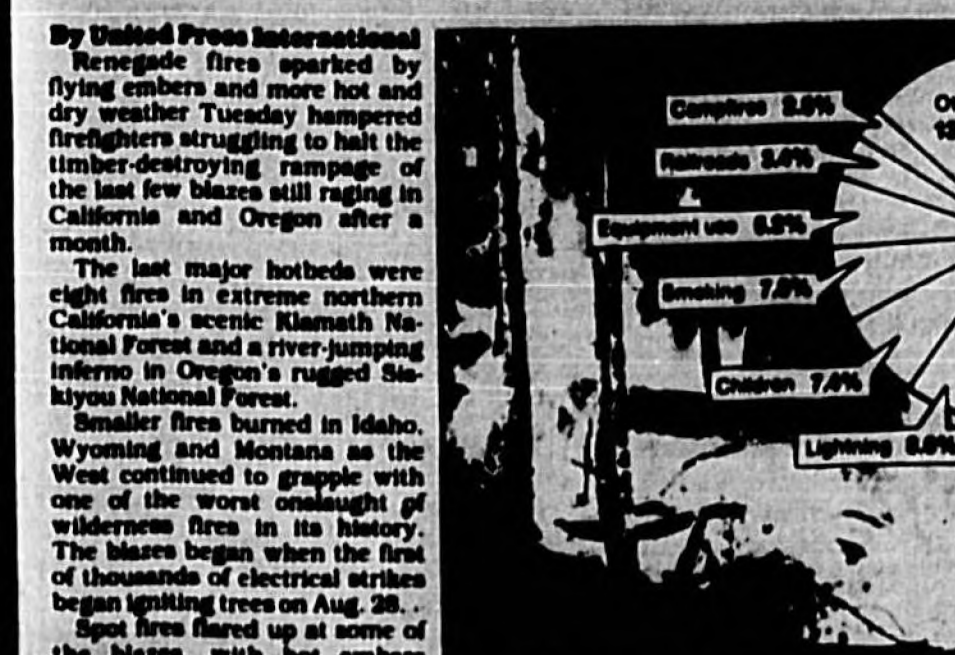 By United Press International
Renegade fires sparked by
flying embers and more hot and
dry weather Tuesday hampered
firefighters struggling to halt the
timber-destroying rampage of
the last few blazes still raging in
California and Oregon after a
month.
The last major hotbeds were
eight fires in extreme northern
California's scenic Klamath Na-
tional Forest and a river-jumping
inferno in Oregon's rugged Sis-
kiyou National Forest.
Smaller fires burned in Idaho,
Wyoming and Montana as the
West continued to grapple with
one of the worst onslaught of
wilderness fires in its history.
The blazes began when the first
of thousands of electrical strikes
began igniting trees on Aug. 28.
Spot fires flared up at some of
the blazes, with hot embers
Campfires
Railroads
Equipment use
Smoking
Children
Lightning